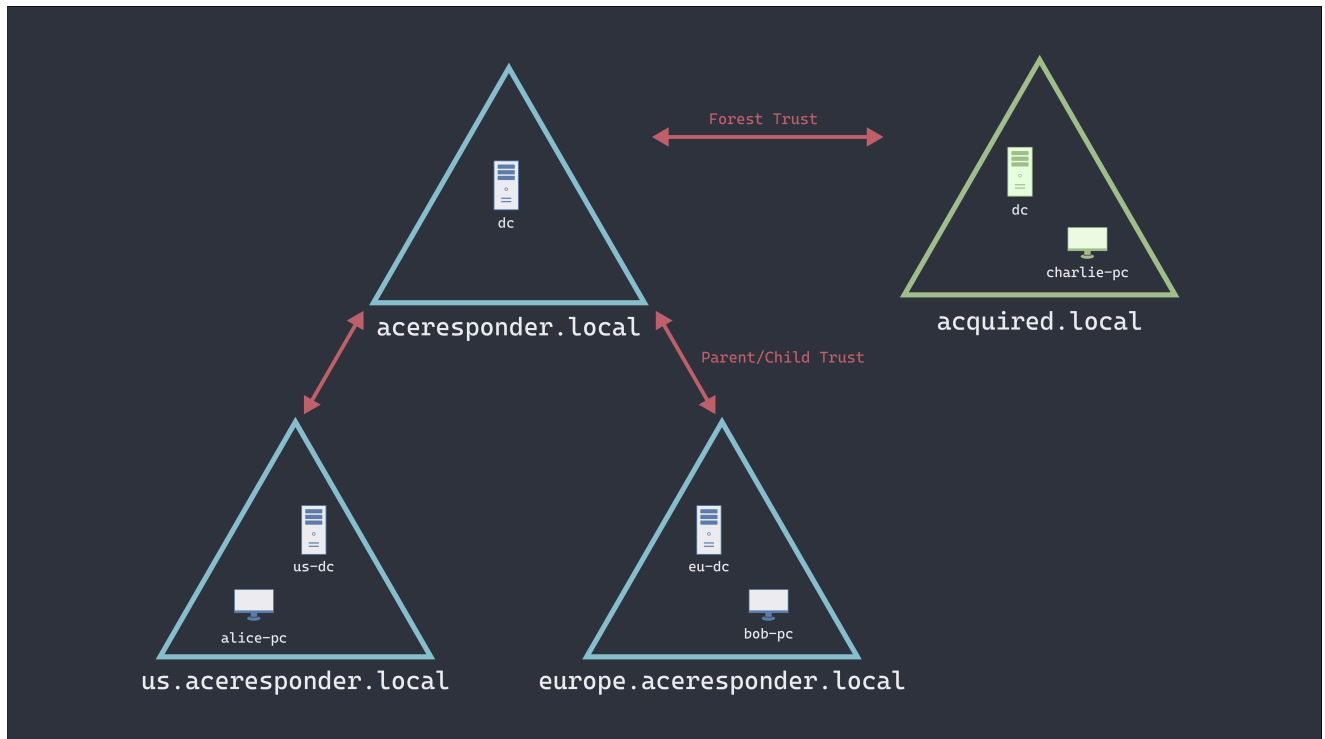 Forest Trust
dc
dc
charlie-pc
aceresponder.local
acquired.local
Parent/Child Trust
us-dc
eu-dc
alice-pc
bob-pc
us.aceresponder.local
europe.aceresponder.local